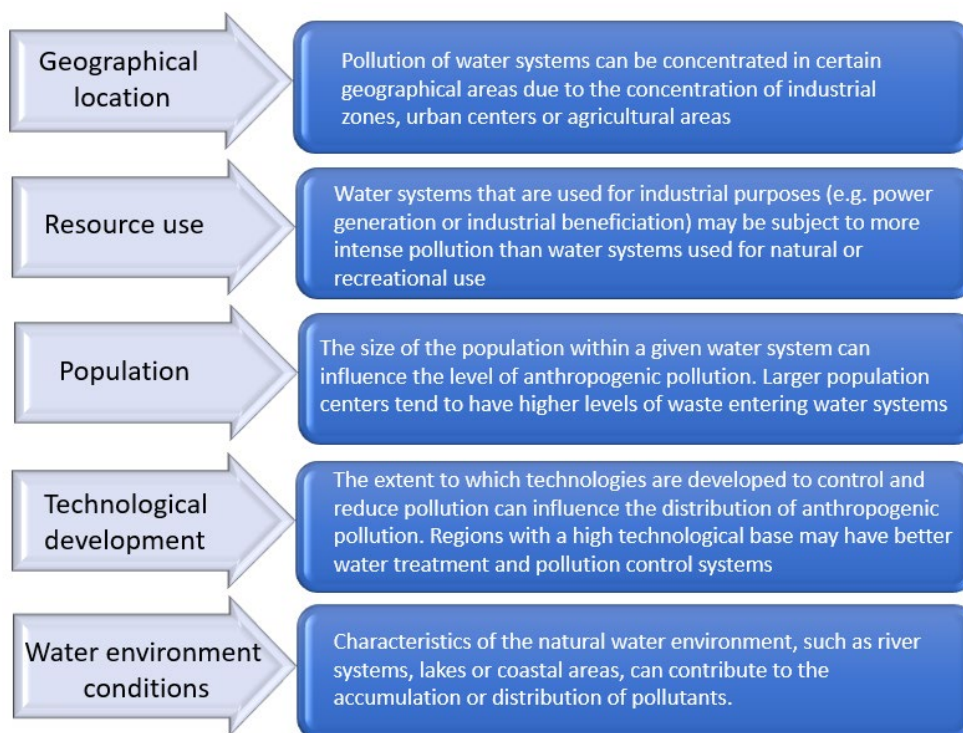 Geographical
location
Pollution of water systems can be concentrated in certain
geographical areas due to the concentration of industrial
zones, urban centers or agricultural areas
Resource use
Water systems that are used for industrial purposes (e.g. power
generation or industrial beneficiation) may be subject to more
intense pollution than water systems used for natural or
recreational use
Population
The size of the population within a given water system can
influence the level of anthropogenic pollution. Larger population
centers tend to have higher levels of waste entering water systems
Technological
development
The extent to which technologies are developed to control and
reduce pollution can influence the distribution of anthropogenic
pollution. Regions with a high technological base may have better
water treatment and pollution control systems
Water environment
conditions
Characteristics of the natural water environment, such as river
systems, lakes or coastal areas, can contribute to the
accumulation or distribution of pollutants.